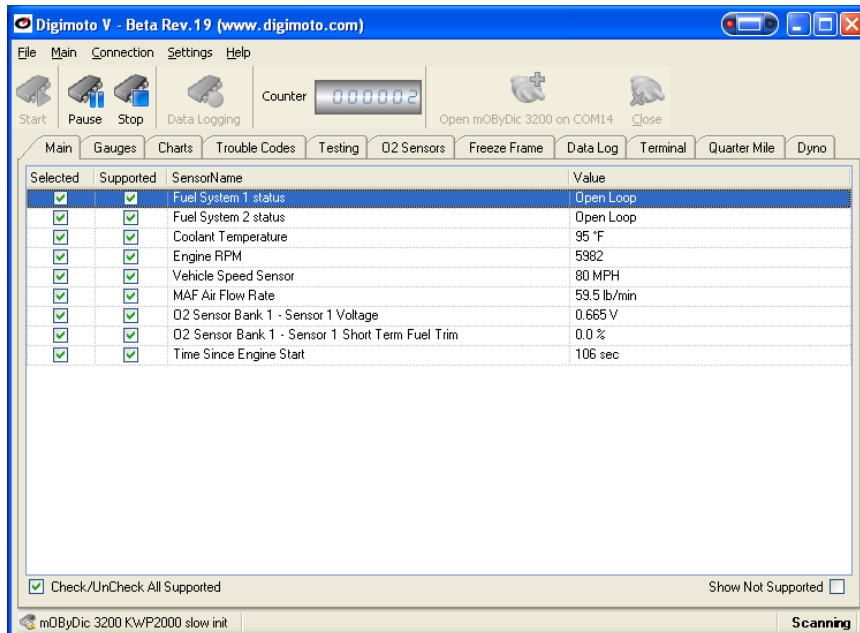 Digimoto V - Beta Rev.19 (www.digimoto.com)
File Main Connection Settings Help
Start Pause Stop Data Logging Counter 000002 Open mOByDic 3200 on COM14 Close
Main Gauges Charts Trouble Codes Testing O2 Sensors Freeze Frame Data Log Terminal Quarter Mile Dyno
Selected Supported SensorName Value
Fuel System 1 status Open Loop
Fuel System 2 status Open Loop
Coolant Temperature 95 °F
Engine RPM 5982
Vehicle Speed Sensor 80 MPH
MAF Air Flow Rate 59.5 lb/min
O2 Sensor Bank 1 - Sensor 1 Voltage 0.665 V
O2 Sensor Bank 1 - Sensor 1 Short Term Fuel Trim 0.0 %
Time Since Engine Start 106 sec
Check/UnCheck All Supported Show Not Supported
mOByDic 3200 KWP2000 slow init Scanning